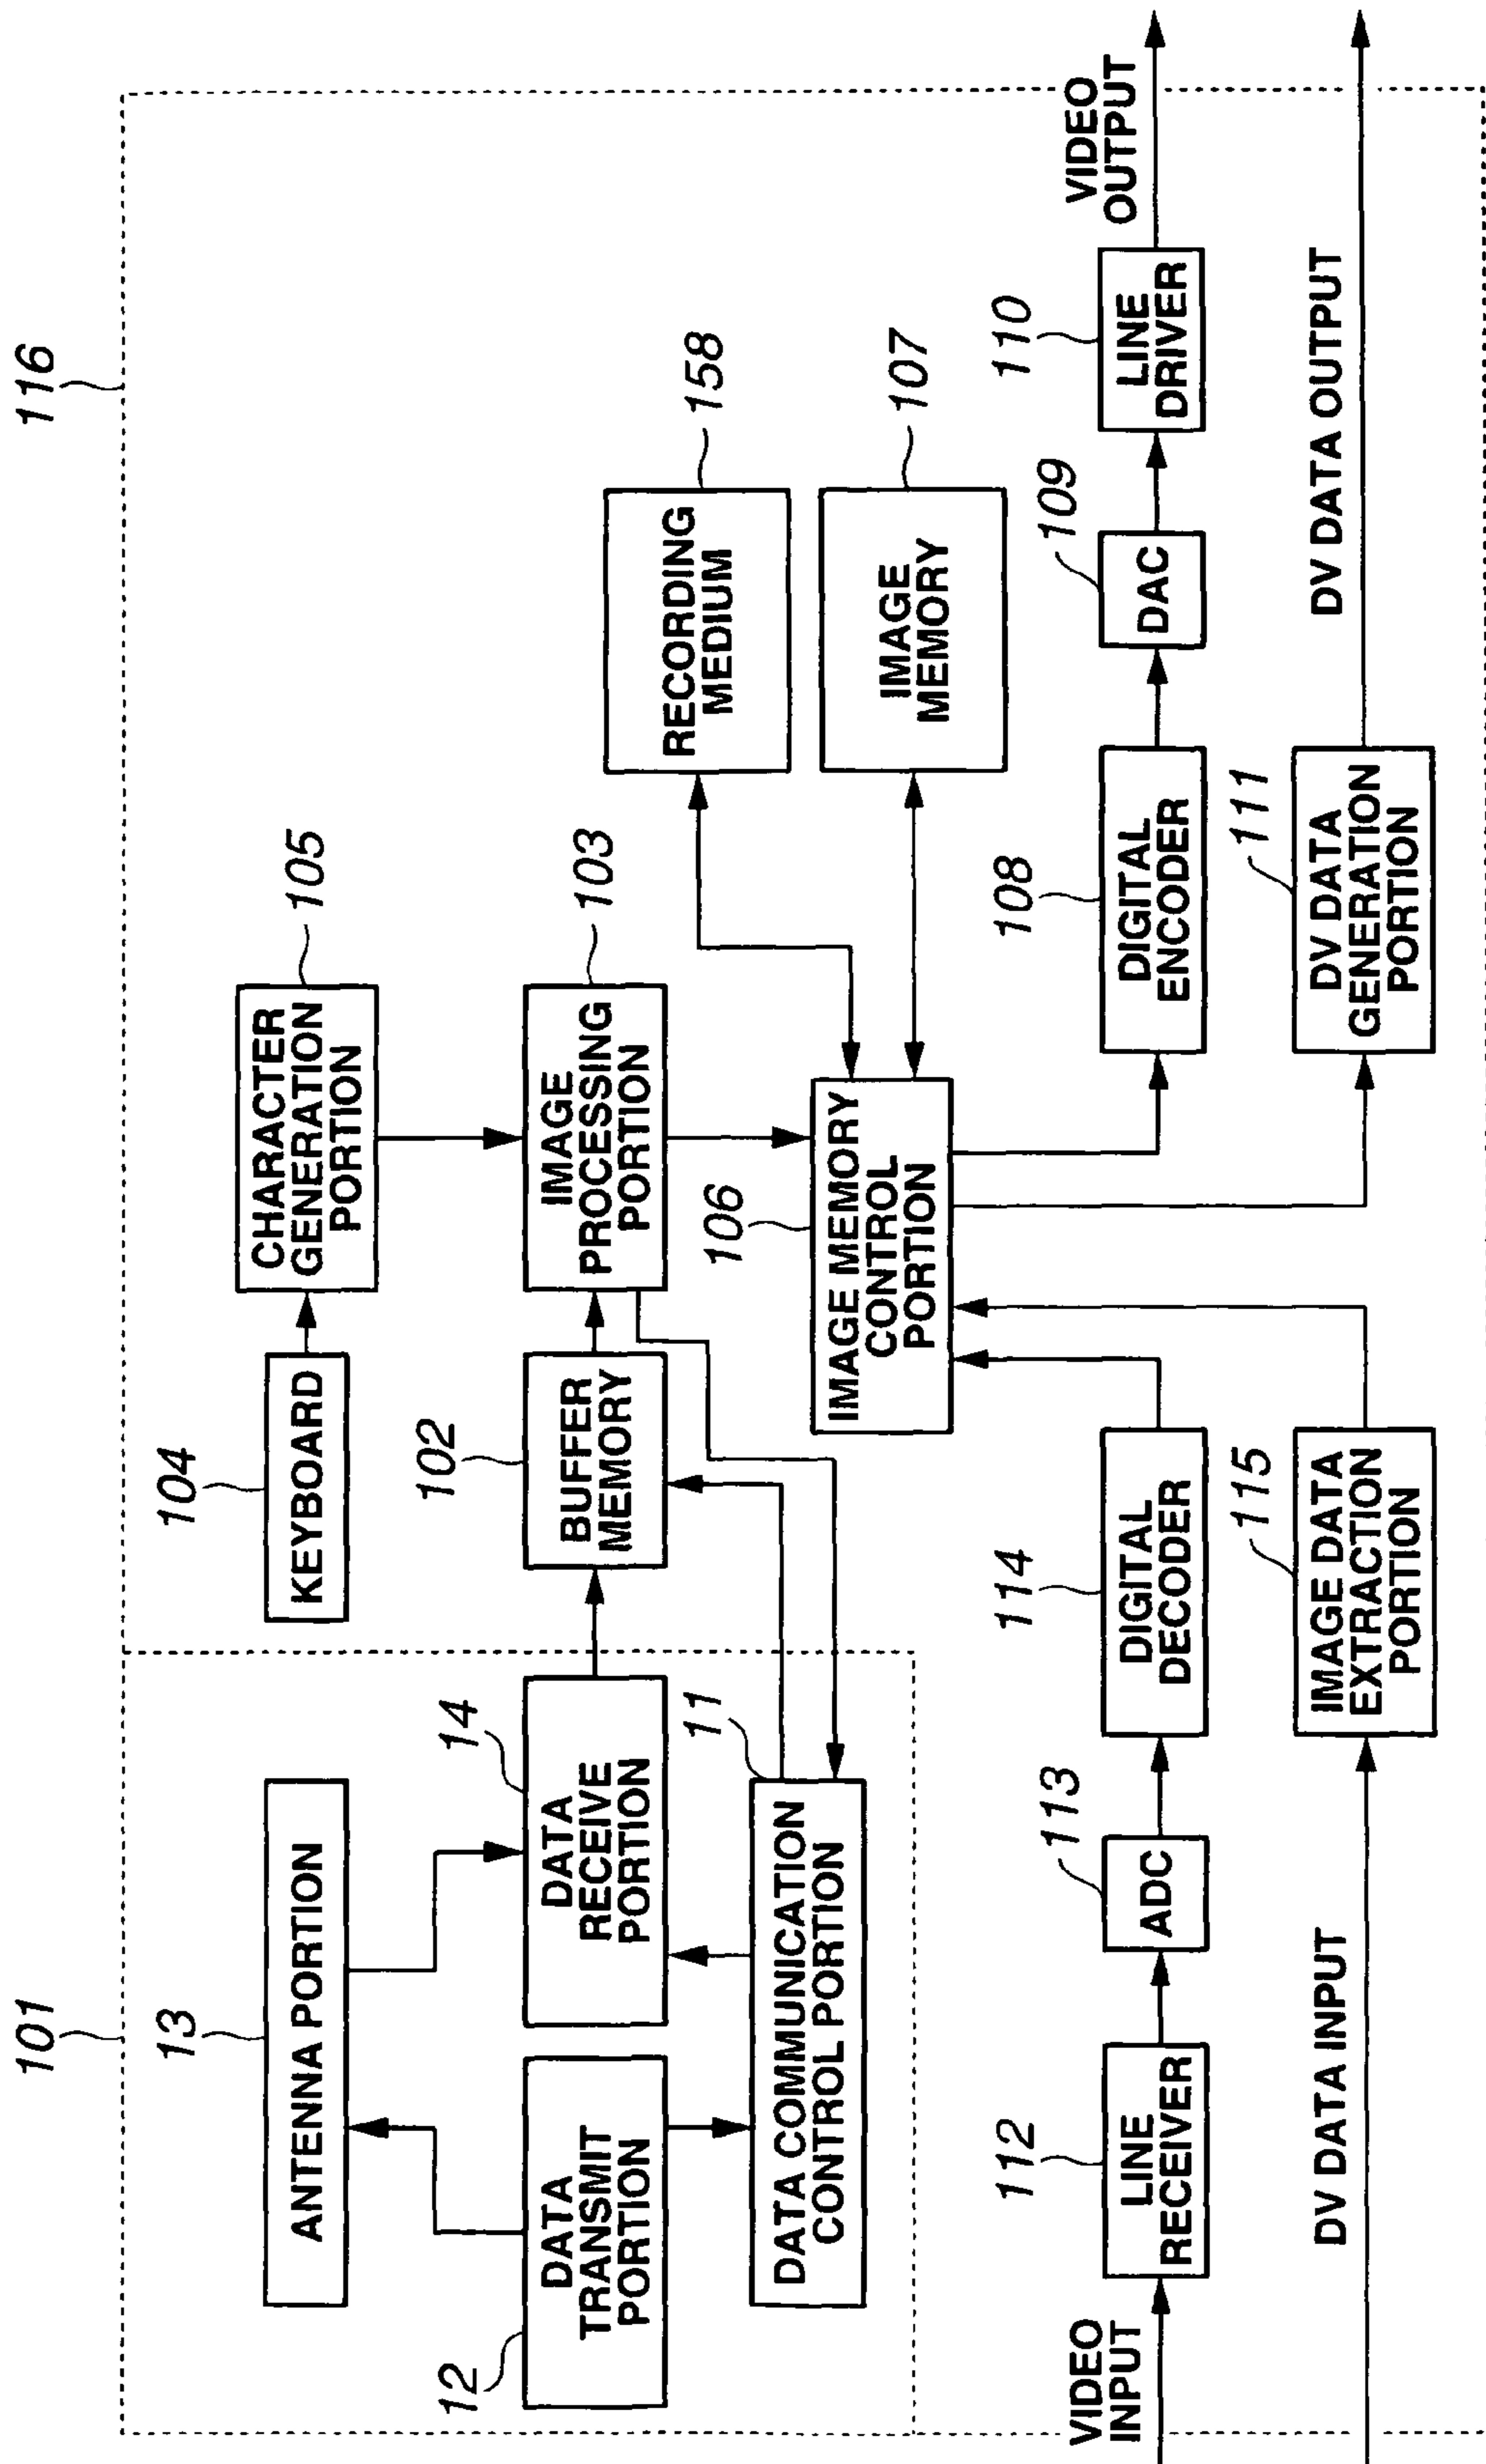 116
101
13
ANTENNA PORTION
104
KEYBOARD
105
CHARACTER
GENERATION
PORTION
12
DATA
TRANSMIT
PORTION
14
DATA
RECEIVE
PORTION
102
BUFFER
MEMORY
103
IMAGE
PROCESSING
PORTION
158
RECORDING
MEDIUM
11
DATA COMMUNICATION
CONTROL PORTION
106
IMAGE MEMORY
CONTROL
PORTION
107
IMAGE
MEMORY
VIDEO
INPUT
112
LINE
RECEIVER
113
ADC
114
DIGITAL
DECODER
108
DIGITAL
ENCODER
109
DAC
110
LINE
DRIVER
VIDEO
OUTPUT
DV DATA INPUT
115
IMAGE DATA
EXTRACTION
PORTION
111
DV DATA
GENERATION
PORTION
DV DATA OUTPUT